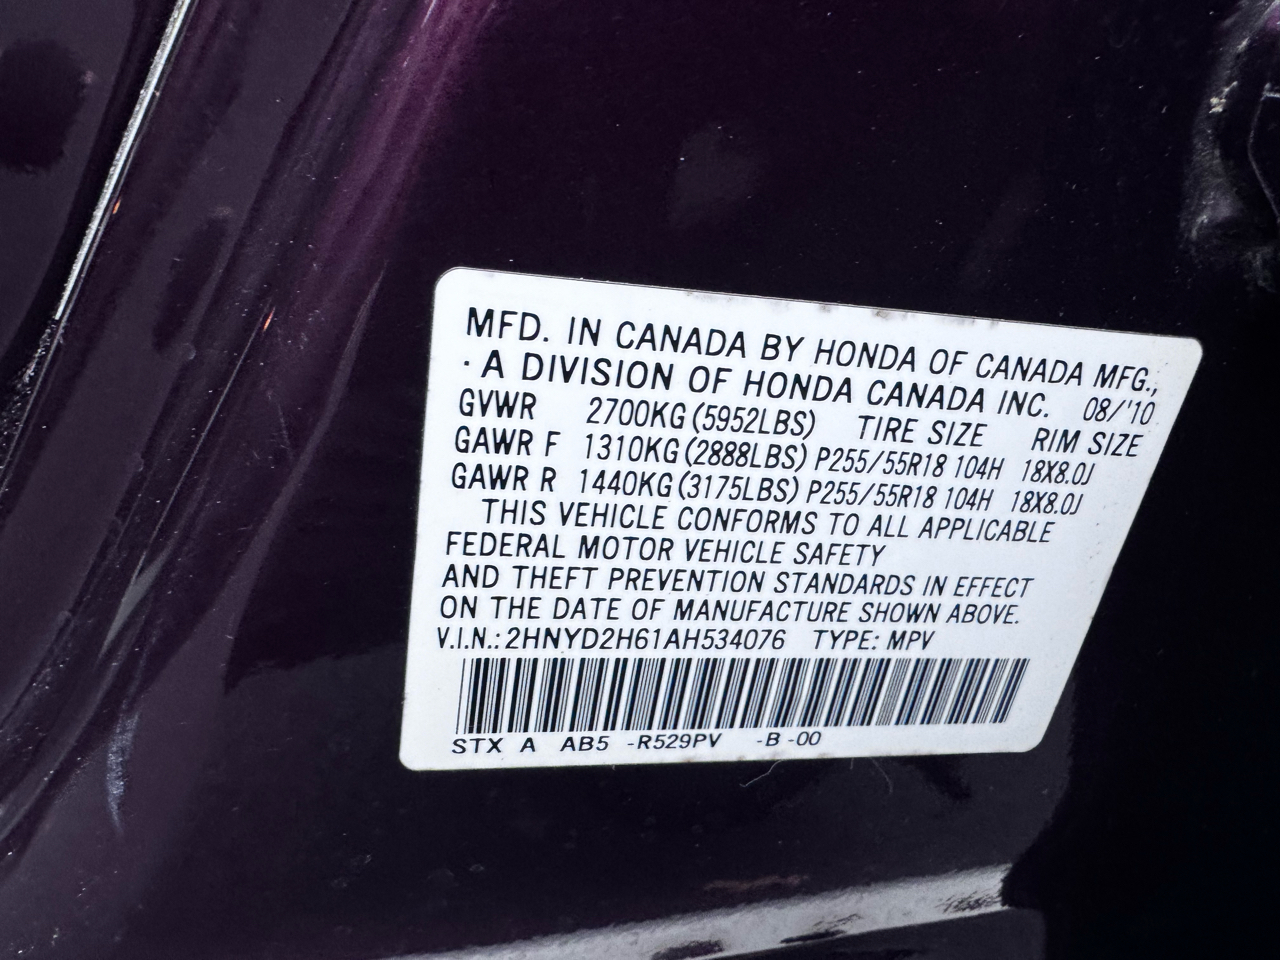 MFD. IN CANADA BY HONDA OF CANADA MFG.,
· A DIVISION OF HONDA CANADA INC. 08/'10
GVWR 2700KG (5952LBS) TIRE SIZE RIM SIZE
GAWR F 1310KG (2888LBS) P255/55R18 104H 18X8.0J
GAWR R 1440KG (3175LBS) P255/55R18 104H 18X8.0J
THIS VEHICLE CONFORMS TO ALL APPLICABLE
FEDERAL MOTOR VEHICLE SAFETY
AND THEFT PREVENTION STANDARDS IN EFFECT
ON THE DATE OF MANUFACTURE SHOWN ABOVE.
V.I.N.: 2HNYD2H61AH534076 TYPE: MPV
STX A AB5 -R529PV -B -00